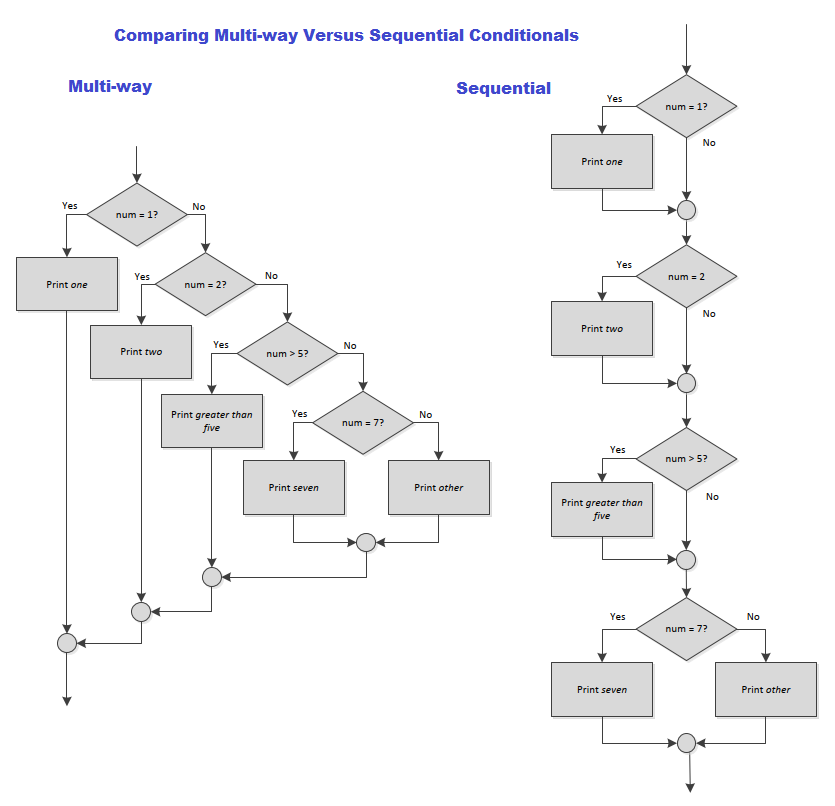 Comparing Multi-way Versus Sequential Conditionals
Multi-way
num = 1?
Yes
No
Print one
num = 2?
Yes
No
Print two
num > 5?
Yes
No
Print greater than
five
num = 7?
Yes
No
Print seven
Print other
Sequential
num = 1?
Yes
No
Print one
num = 2
Yes
No
Print two
num > 5?
Yes
No
Print greater than
five
num = 7?
Yes
No
Print seven
Print other